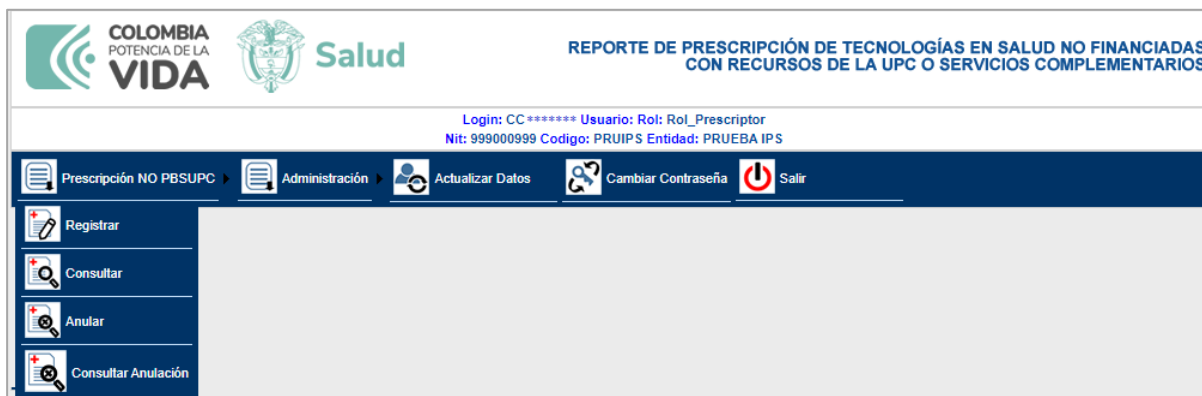 COLOMBIA
POTENCIA DE LA
VIDA
Salud
REPORTE DE PRESCRIPCIÓN DE TECNOLOGÍAS EN SALUD NO FINANCIADAS
CON RECURSOS DE LA UPC O SERVICIOS COMPLEMENTARIOS
Login: CC ******* Usuario: Rol: Rol_Prescriptor
Nit: 999000999 Codigo: PRUIPS Entidad: PRUEBA IPS
Prescripción NO PBSUPC Administración Actualizar Datos Cambiar Contraseña Salir
Registrar
Consultar
Anular
Consultar Anulación